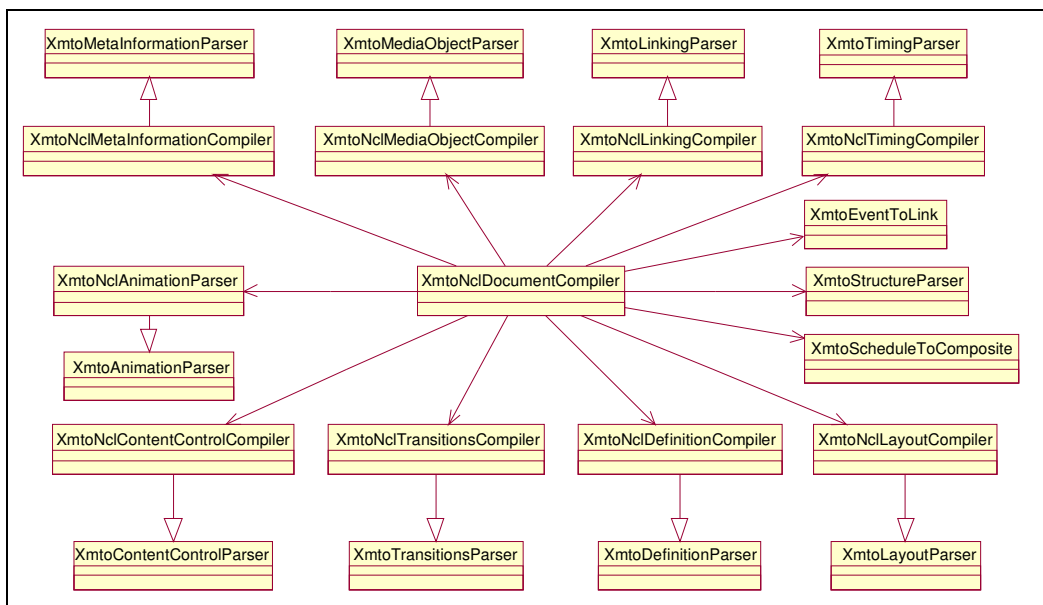 XmtoMetaInformationParser
XmtoMediaObjectParser
XmtoLinkingParser
XmtoTimingParser
XmtoNclMetaInformationCompiler
XmtoNclMediaObjectCompiler
XmtoNclLinkingCompiler
XmtoNclTimingCompiler
XmtoEventToLink
XmtoNclAnimationParser
XmtoNclDocumentCompiler
XmtoStructureParser
XmtoAnimationParser
XmtoScheduleToComposite
XmtoNclContentControlCompiler
XmtoNclTransitionsCompiler
XmtoNclDefinitionCompiler
XmtoNclLayoutCompiler
XmtoContentControlParser
XmtoTransitionsParser
XmtoDefinitionParser
XmtoLayoutParser